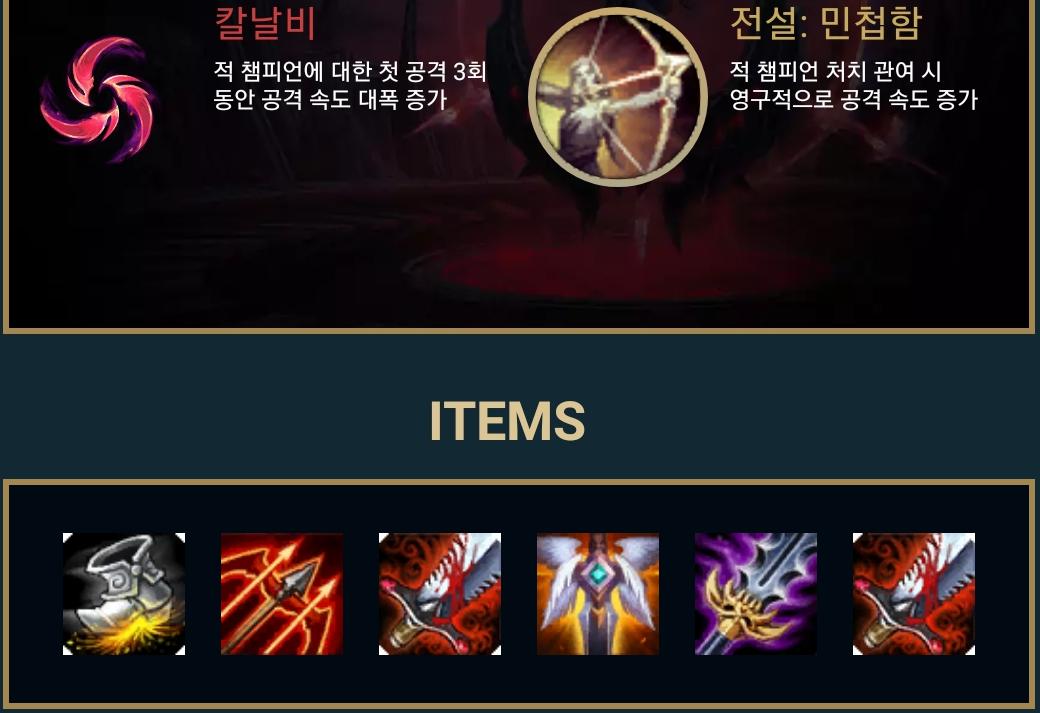 칼날비
적 챔피언에 대한 첫 공격 3회
동안 공격 속도 대폭 증가
전설: 민첩함
적 챔피언 처치 관여 시
영구적으로 공격 속도 증가
ITEMS